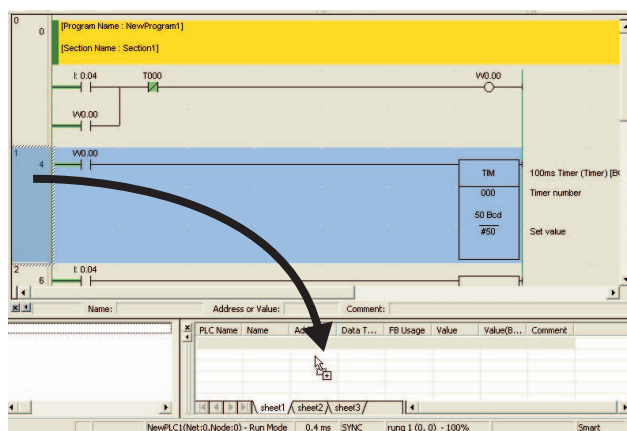 0
0
[Program Name : NewProgram1]
[Section Name : Section1]
I: 0.04 T000 W0.00
W0.00
1
4
W0.00
TIM 100ms Timer (Timer) [BC
000 Timer number
50 Bcd
#50 Set value
2
6
I: 0.04
Name: Address or Value: Comment:
PLC Name Name Ad Data T... FB Usage Value Value(B... Comment
sheet1 sheet2 sheet3
NewPLC1(Net:0,Node:0) - Run Mode 0.4 ms SYNC rung 1 (0, 0) - 100% Smart